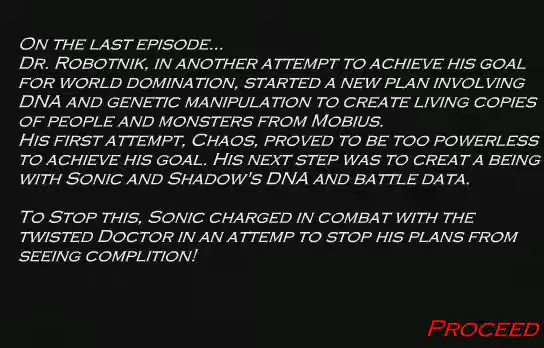 On the last episode...
Dr. Robotnik, in another attempt to achieve his goal
for world domination, started a new plan involving
DNA and genetic manipulation to create living copies
of people and monsters from Mobius.
His first attempt, Chaos, proved to be too powerless
to achieve his goal. His next step was to creat a being
with Sonic and Shadow's DNA and battle data.
To Stop this, Sonic charged in combat with the
twisted Doctor in an attemp to stop his plans from
seeing complition!
Proceed